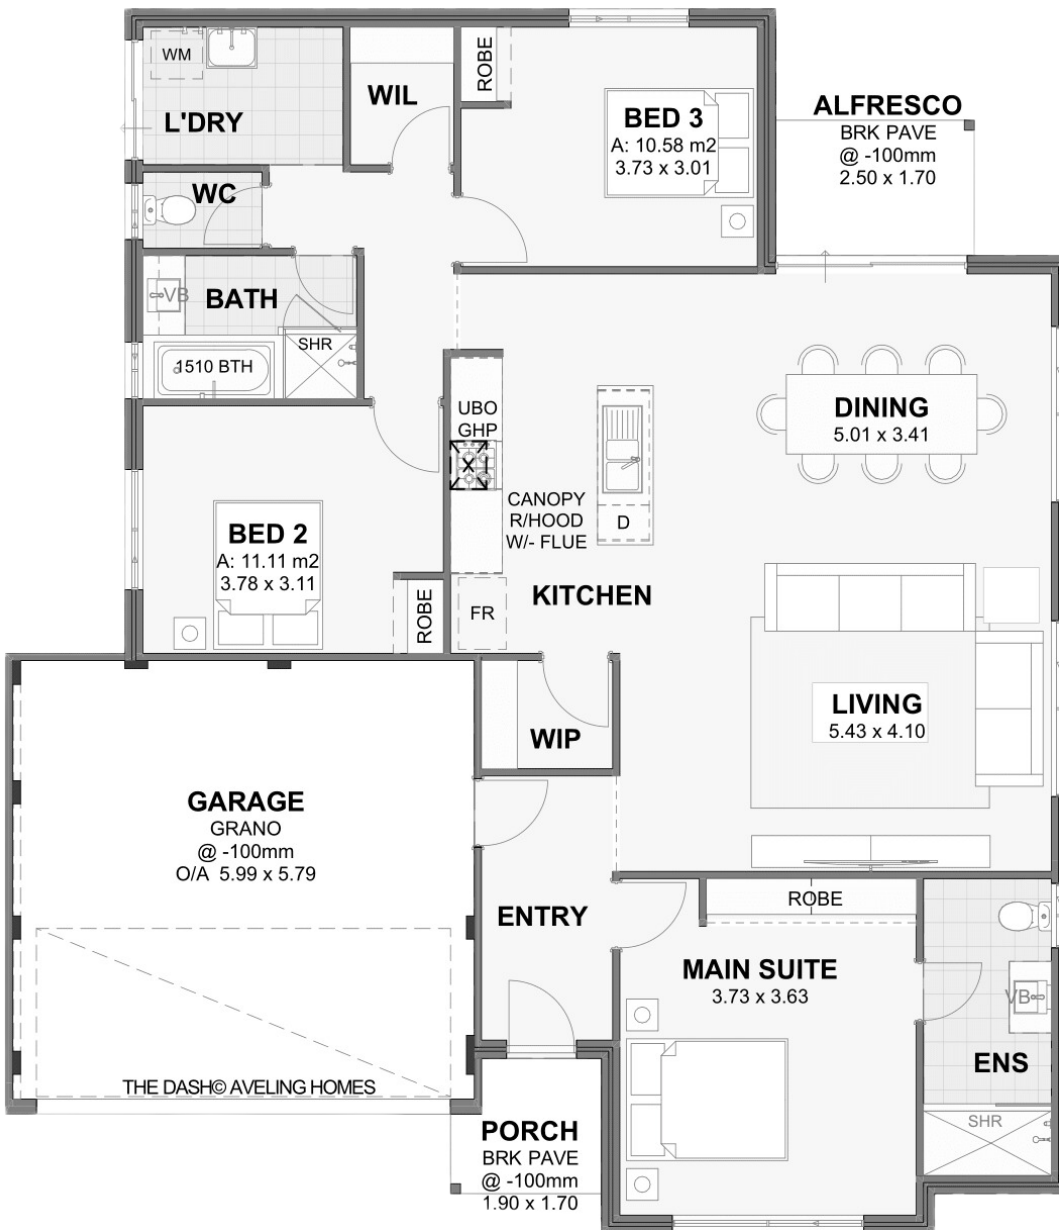 WM
L'DRY
WIL
ROBE
BED 3
A: 10.58 m2
3.73 x 3.01
ALFRESCO
BRK PAVE
@ -100mm
2.50 x 1.70
WC
VB
BATH
SHR
1510 BTH
UBO
GHP
CANOPY
R/HOOD
W/- FLUE
D
DINING
5.01 x 3.41
BED 2
A: 11.11 m2
3.78 x 3.11
ROBE
FR
KITCHEN
WIP
LIVING
5.43 x 4.10
GARAGE
GRANO
@ -100mm
O/A 5.99 x 5.79
ENTRY
ROBE
MAIN SUITE
3.73 x 3.63
VB
ENS
SHR
THE DASH© AVELING HOMES
PORCH
BRK PAVE
@ -100mm
1.90 x 1.70